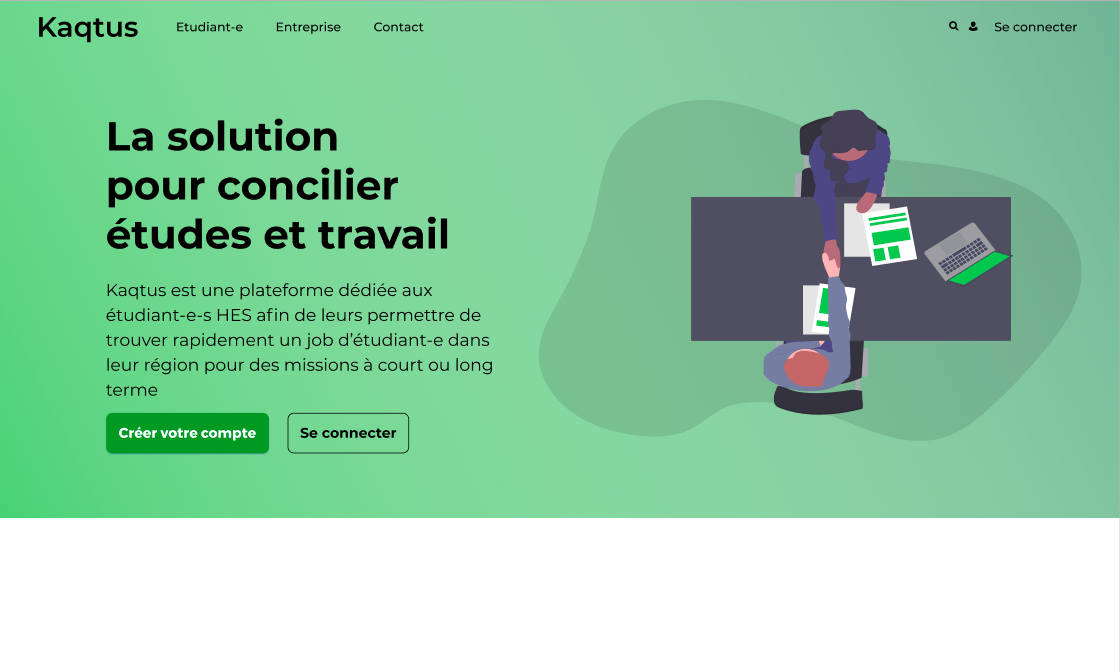 Kaqtus
Etudiant-e
Entreprise
Contact
Se connecter
La solution
pour concilier
études et travail
Kaqtus est une plateforme dédiée aux
étudiant-e-s HES afin de leurs permettre de
trouver rapidement un job d’étudiant-e dans
leur région pour des missions à court ou long
terme
Créer votre compte
Se connecter